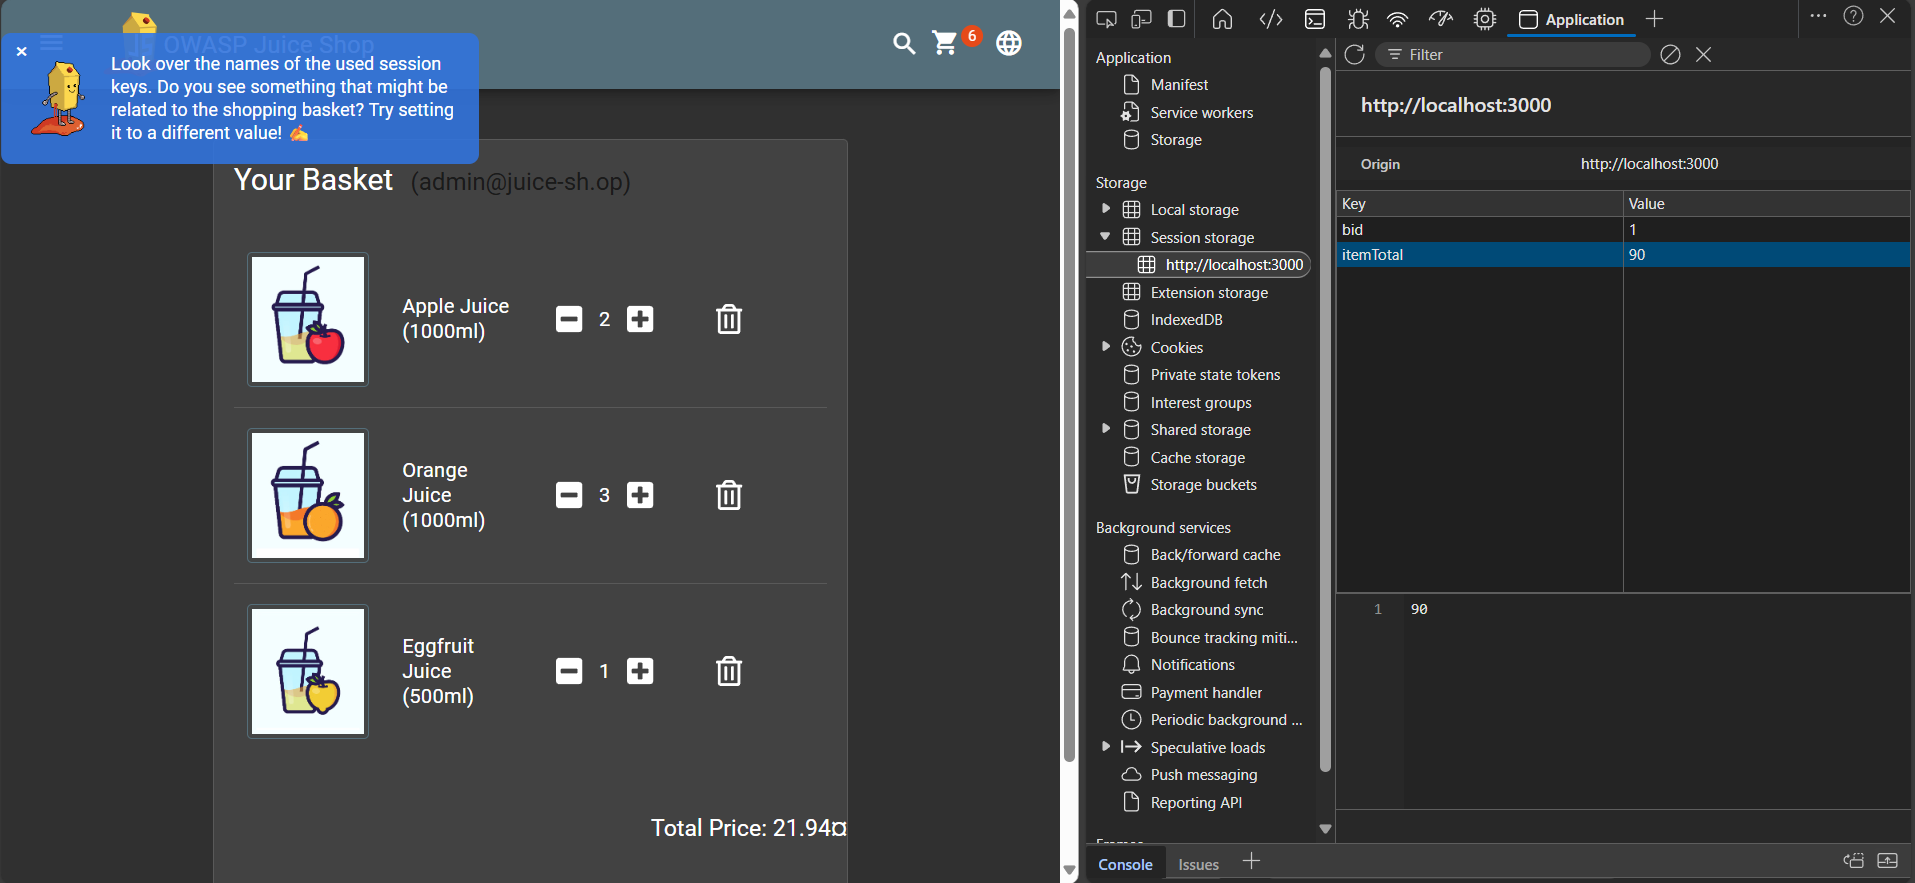 OWASP Juice Shop
6
×
Look over the names of the used session
keys. Do you see something that might be
related to the shopping basket? Try setting
it to a different value! ✍
Your Basket (admin@juice-sh.op)
Apple Juice
(1000ml)
2
Orange
Juice
(1000ml)
3
Eggfruit
Juice
(500ml)
1
Total Price: 21.94¤
Application
Application
Manifest
Service workers
Storage
Storage
Local storage
Session storage
http://localhost:3000
Extension storage
IndexedDB
Cookies
Private state tokens
Interest groups
Shared storage
Cache storage
Storage buckets
Background services
Back/forward cache
Background fetch
Background sync
Bounce tracking miti...
Notifications
Payment handler
Periodic background ...
Speculative loads
Push messaging
Reporting API
Frames
Filter
http://localhost:3000
Origin http://localhost:3000
Key Value
bid 1
itemTotal 90
1 90
Console Issues